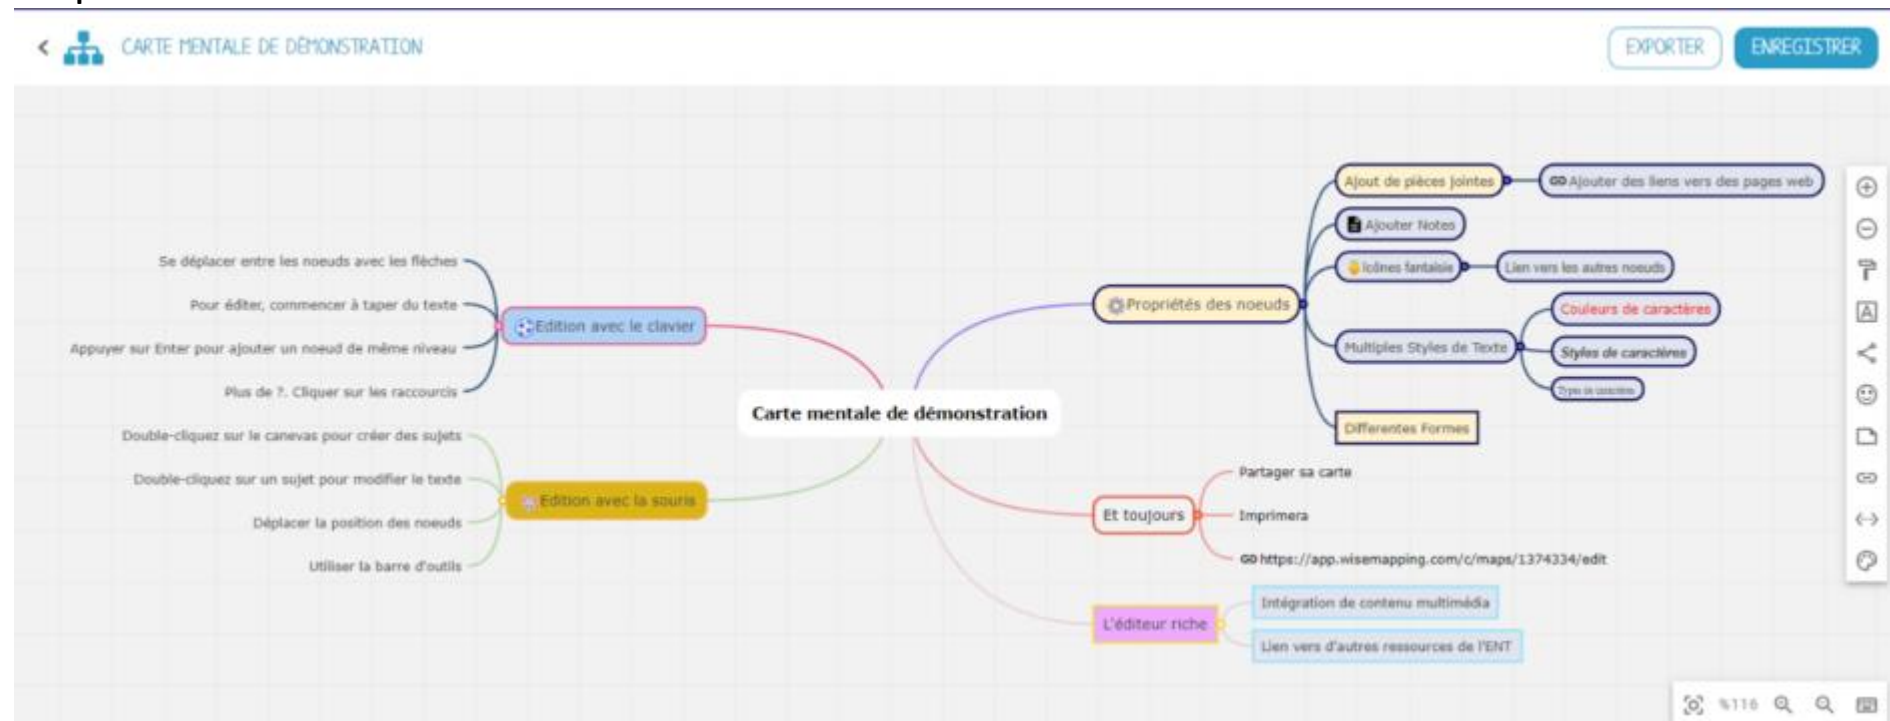 CARTE MENTALE DE DÉMONSTRATION
EXPORTER
ENREGISTRER
Se déplacer entre les noeuds avec les flèches
Pour éditer, commencer à taper du texte
Appuyer sur Enter pour ajouter un noeud de même niveau
Plus de ?. Cliquer sur les raccourcis
Edition avec le clavier
Double-cliquez sur le canevas pour créer des sujets
Double-cliquez sur un sujet pour modifier le texte
Déplacer la position des noeuds
Utiliser la barre d'outils
Edition avec la souris
Carte mentale de démonstration
Propriétés des noeuds
Ajout de pièces jointes
Ajouter des liens vers des pages web
Ajouter Notes
Icônes fantaisie
Lien vers les autres noeuds
Multiples Styles de Texte
Couleurs de caractères
Styles de caractères
Types de caractères
Differentes Formes
Et toujours
Partager sa carte
Imprimera
https://app.wisemapping.com/c/maps/1374334/edit
L'éditeur riche
Intégration de contenu multimédia
Lien vers d'autres ressources de l'ENT
%116